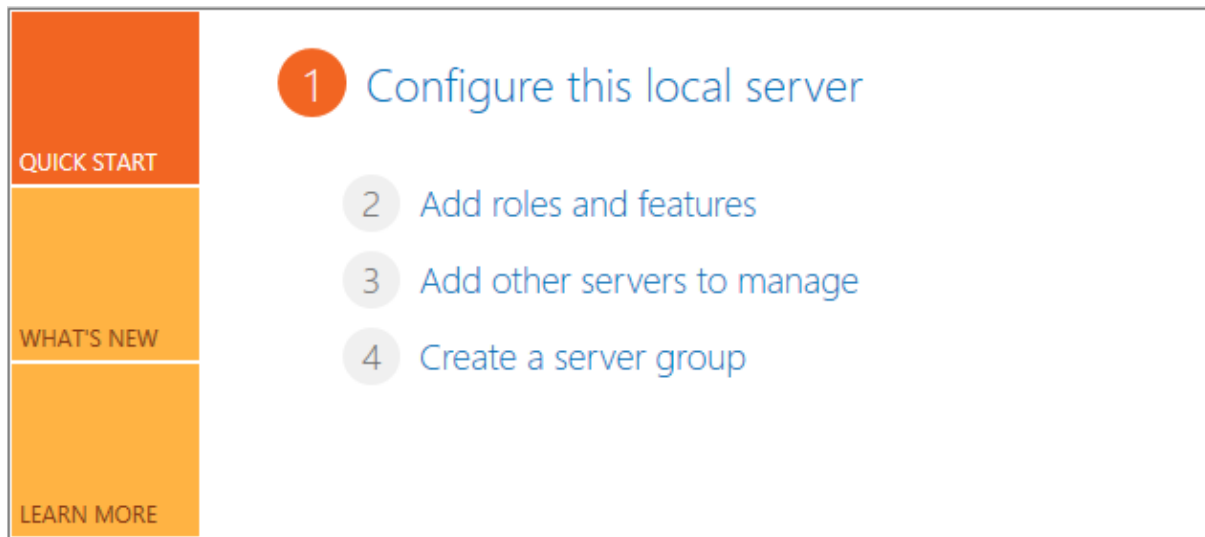 QUICK START
WHAT'S NEW
LEARN MORE
1 Configure this local server
2 Add roles and features
3 Add other servers to manage
4 Create a server group